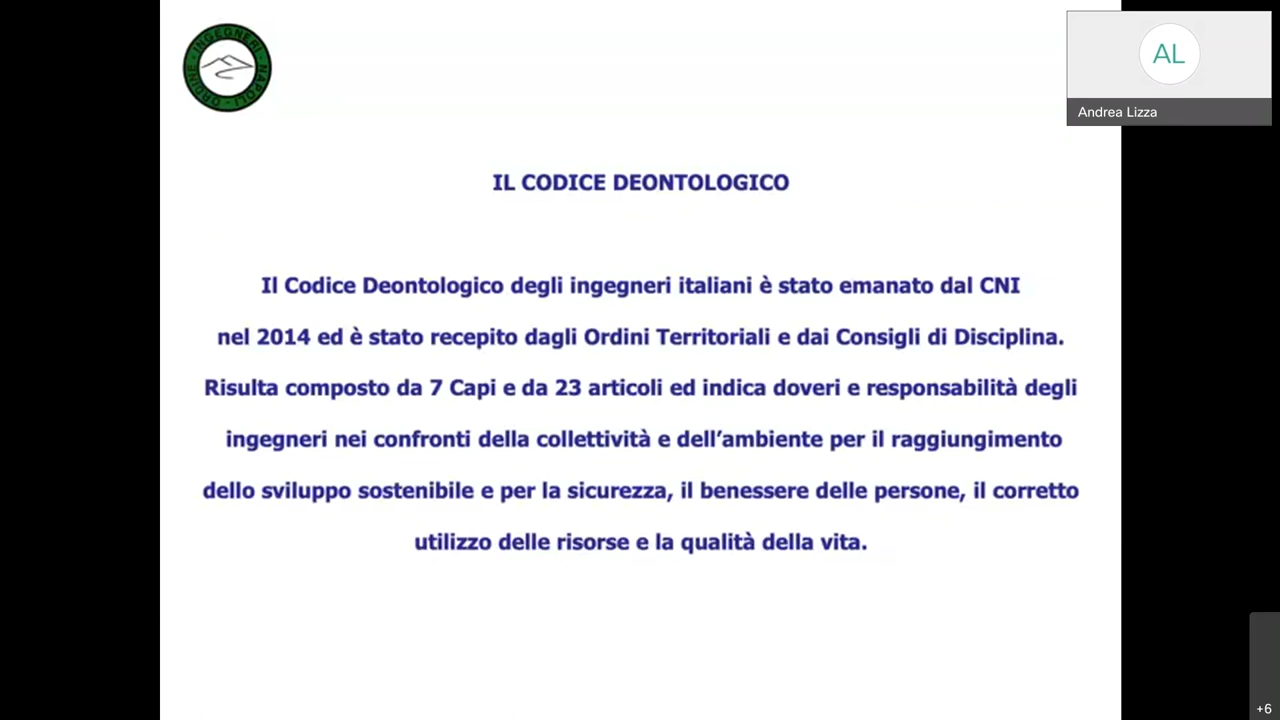 ORDINE · INGEGNERI · NAPOLI
AL
Andrea Lizza
IL CODICE DEONTOLOGICO
Il Codice Deontologico degli ingegneri italiani è stato emanato dal CNI
nel 2014 ed è stato recepito dagli Ordini Territoriali e dai Consigli di Disciplina.
Risulta composto da 7 Capi e da 23 articoli ed indica doveri e responsabilità degli
ingegneri nei confronti della collettività e dell’ambiente per il raggiungimento
dello sviluppo sostenibile e per la sicurezza, il benessere delle persone, il corretto
utilizzo delle risorse e la qualità della vita.
+6